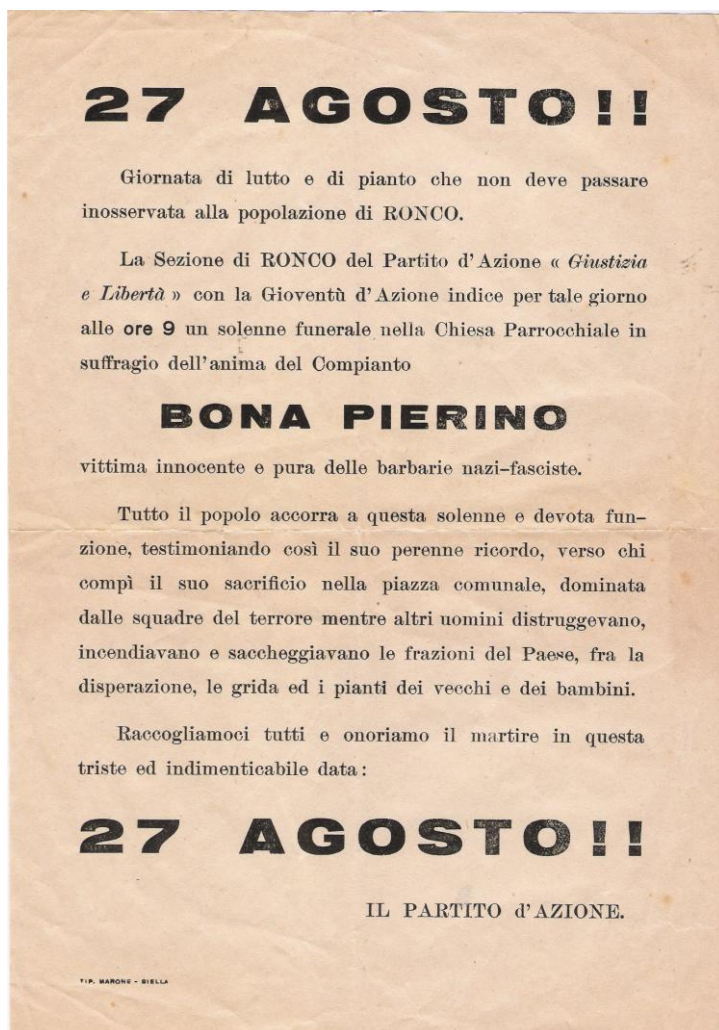 27 AGOSTO!!
Giornata di lutto e di pianto che non deve passare
inosservata alla popolazione di RONCO.
La Sezione di RONCO del Partito d'Azione « Giustizia
e Libertà » con la Gioventù d'Azione indice per tale giorno
alle ore 9 un solenne funerale nella Chiesa Parrocchiale in
suffragio dell'anima del Compianto
BONA PIERINO
vittima innocente e pura delle barbarie nazi-fasciste.
Tutto il popolo accorra a questa solenne e devota fun-
zione, testimoniando così il suo perenne ricordo, verso chi
compì il suo sacrificio nella piazza comunale, dominata
dalle squadre del terrore mentre altri uomini distruggevano,
incendiavano e saccheggiavano le frazioni del Paese, fra la
disperazione, le grida ed i pianti dei vecchi e dei bambini.
Raccogliamoci tutti e onoriamo il martire in questa
triste ed indimenticabile data:
27 AGOSTO!!
IL PARTITO d'AZIONE.
TIP. MARONE - BIELLA